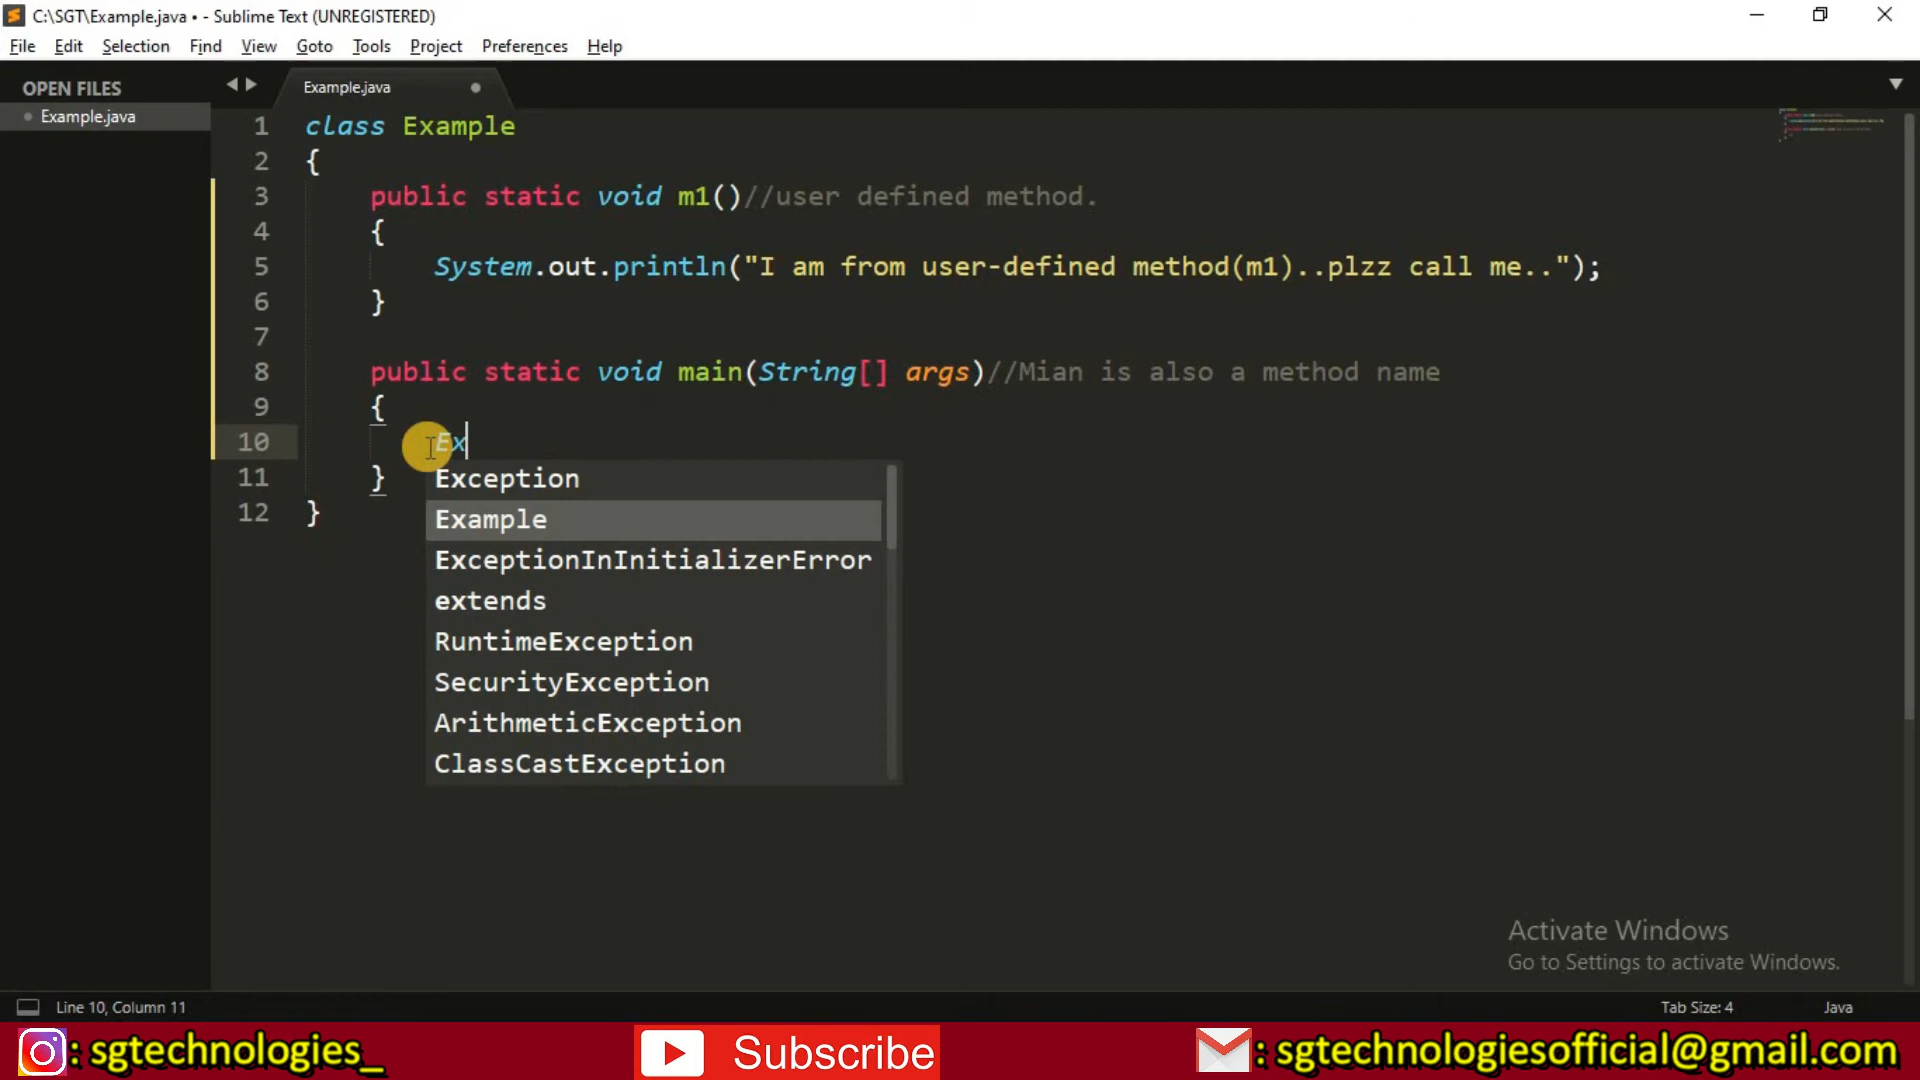 C:\SGT\Example.java • - Sublime Text (UNREGISTERED)
File Edit Selection Find View Goto Tools Project Preferences Help
OPEN FILES
Example.java
Example.java
1 class Example
2 {
3 public static void m1()//user defined method.
4 {
5 System.out.println("I am from user-defined method(m1)..plzz call me..");
6 }
7
8 public static void main(String[] args)//Mian is also a method name
9 {
10 Ex
11 }
12 }
Exception
Example
ExceptionInInitializerError
extends
RuntimeException
SecurityException
ArithmeticException
ClassCastException
Activate Windows
Go to Settings to activate Windows.
Line 10, Column 11
Tab Size: 4
Java
: sgtechnologies_
Subscribe
: sgtechnologiesofficial@gmail.com